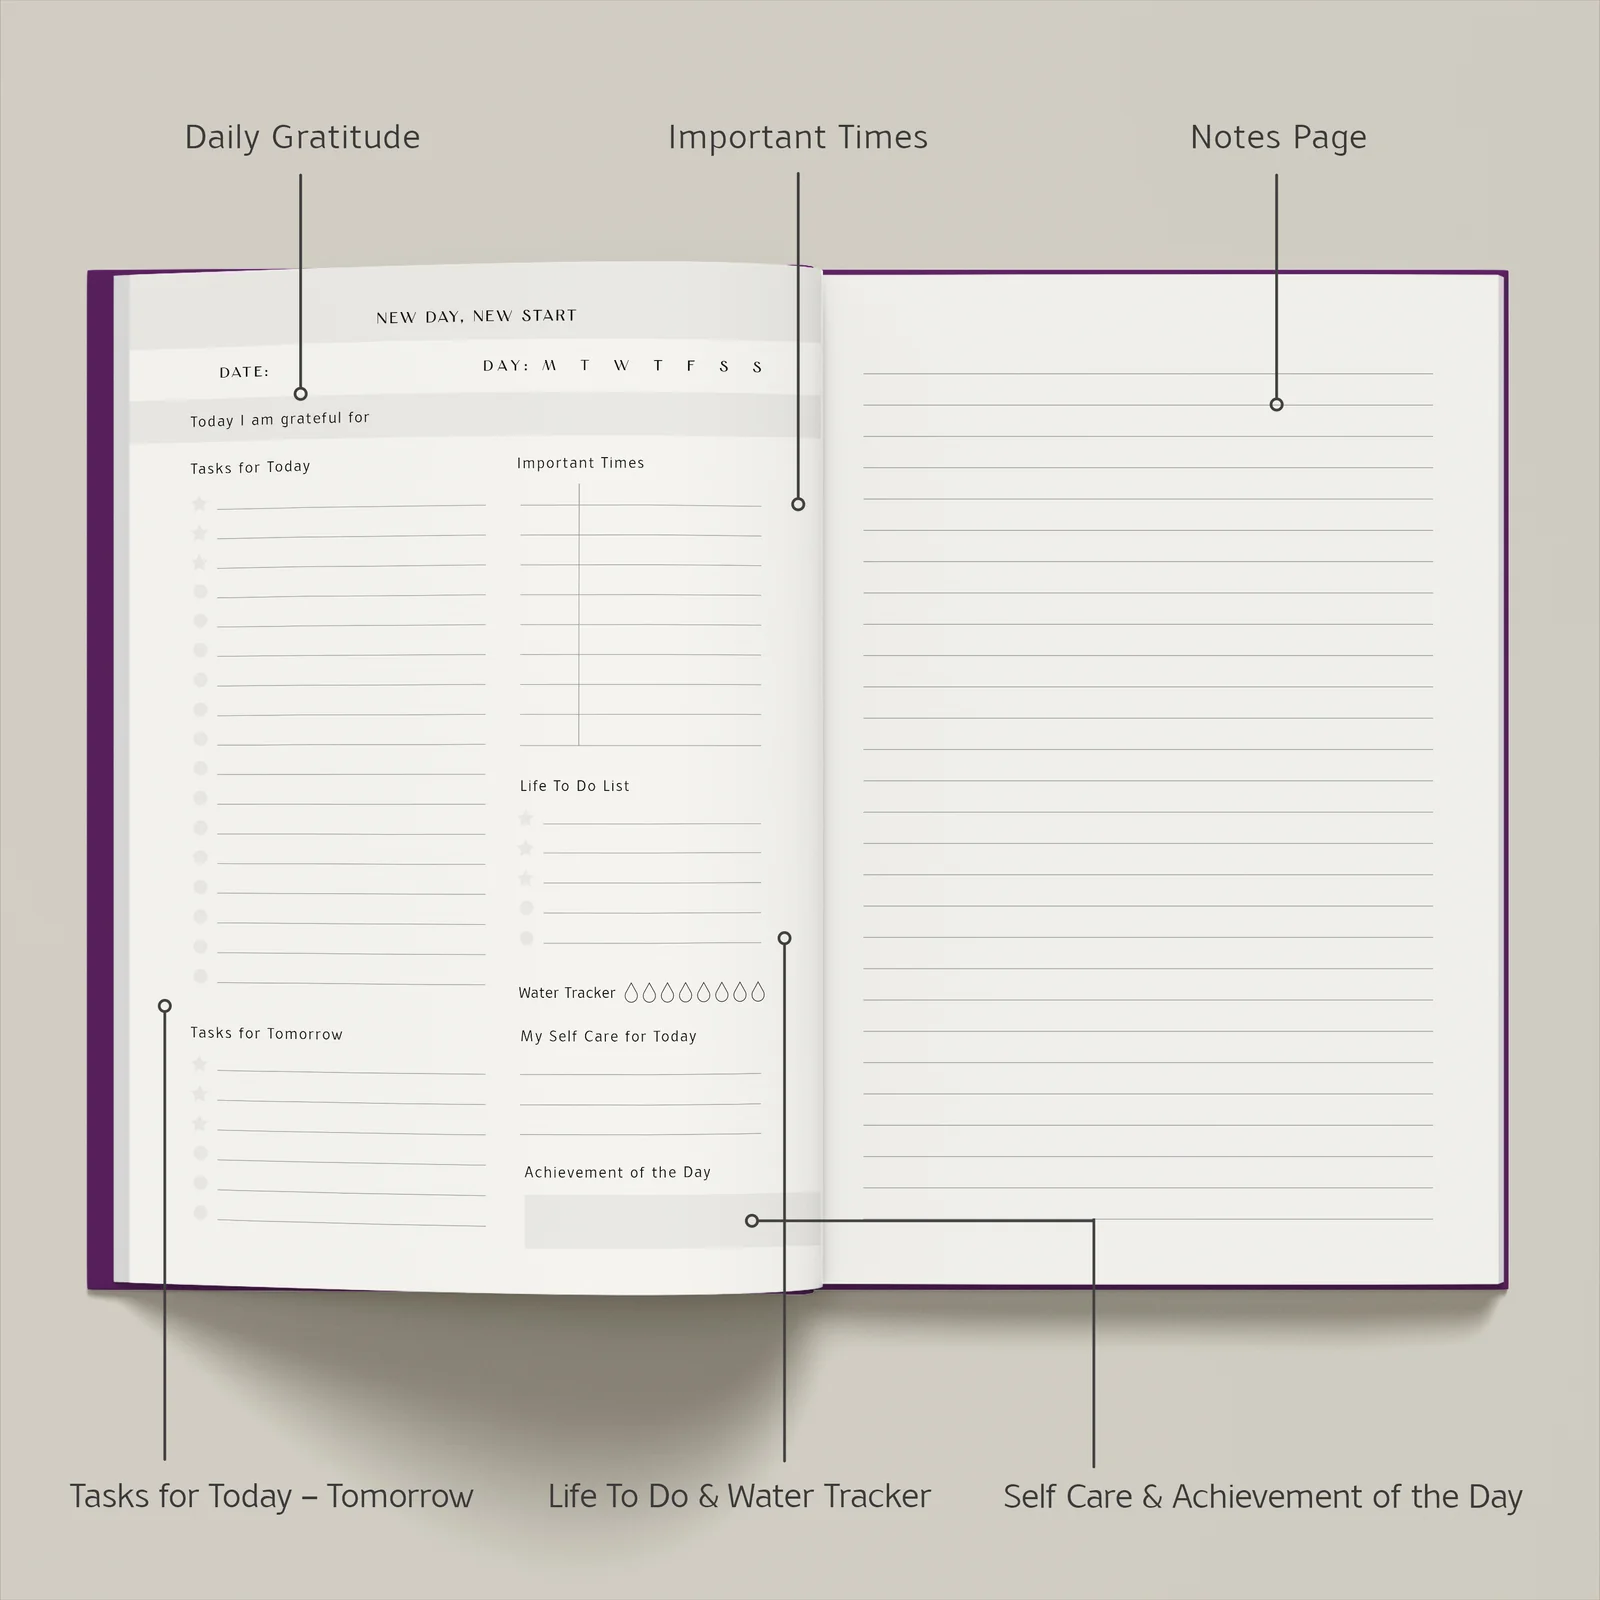 Daily Gratitude
Important Times
Notes Page
NEW DAY, NEW START
DATE:
DAY: M T W T F S S
Today I am grateful for
Tasks for Today
Important Times
Life To Do List
Water Tracker
My Self Care for Today
Tasks for Tomorrow
Achievement of the Day
Tasks for Today – Tomorrow
Life To Do & Water Tracker
Self Care & Achievement of the Day